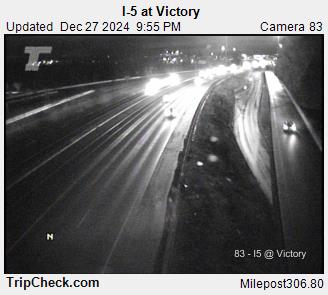 I-5 at Victory
Updated Dec 27 2024 9:55 PM Camera 83
T
N
83 - I5 @ Victory
TripCheck.com Milepost306.80